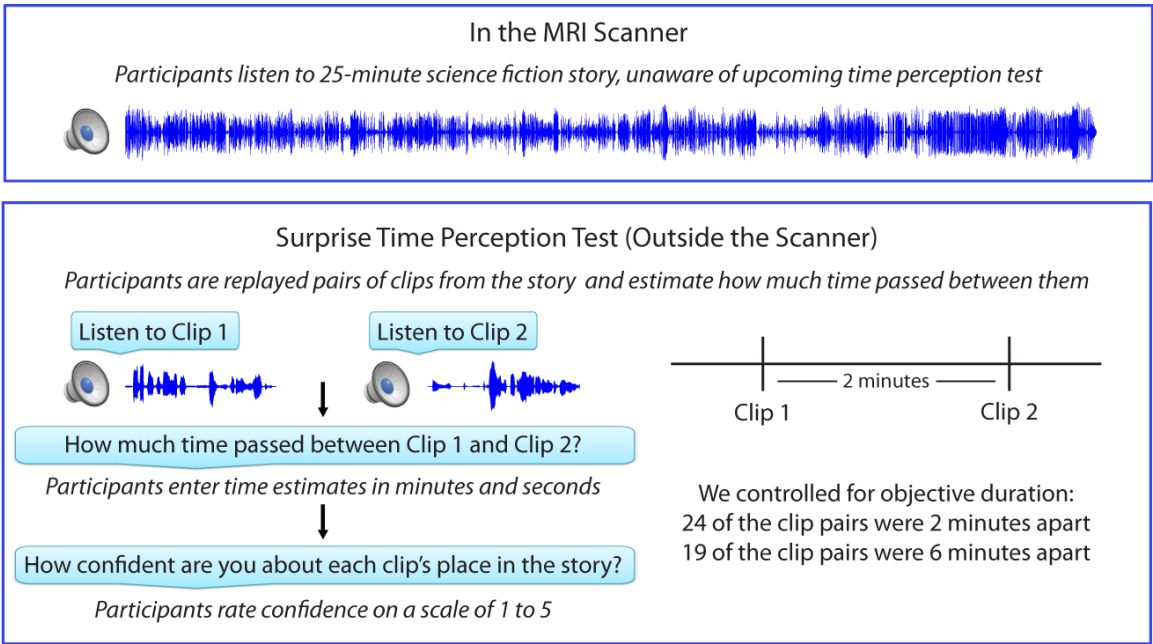 In the MRI Scanner
Participants listen to 25-minute science fiction story, unaware of upcoming time perception test
Surprise Time Perception Test (Outside the Scanner)
Participants are replayed pairs of clips from the story and estimate how much time passed between them
Listen to Clip 1
Listen to Clip 2
How much time passed between Clip 1 and Clip 2?
Participants enter time estimates in minutes and seconds
How confident are you about each clip's place in the story?
Participants rate confidence on a scale of 1 to 5
2 minutes
Clip 1
Clip 2
We controlled for objective duration:
24 of the clip pairs were 2 minutes apart
19 of the clip pairs were 6 minutes apart